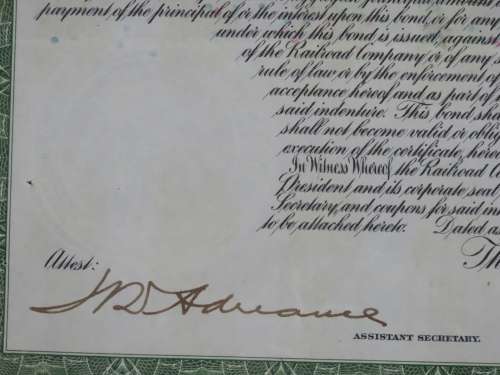 payment of the principal of or the interest upon this bond, or for any
under which this bond is issued, against
of the Railroad Company or of any
rule of law or by the enforcement of
acceptance hereof and as part of
said indenture. This bond sha
shall not become valid or oblig
execution of the certificate, here
In Witness Whereof the Railroad Co
President and its corporate seal
Secretary, and coupons for said in
to be attached hereto. Dated as
Th
Attest:
J W Adriance
ASSISTANT SECRETARY.